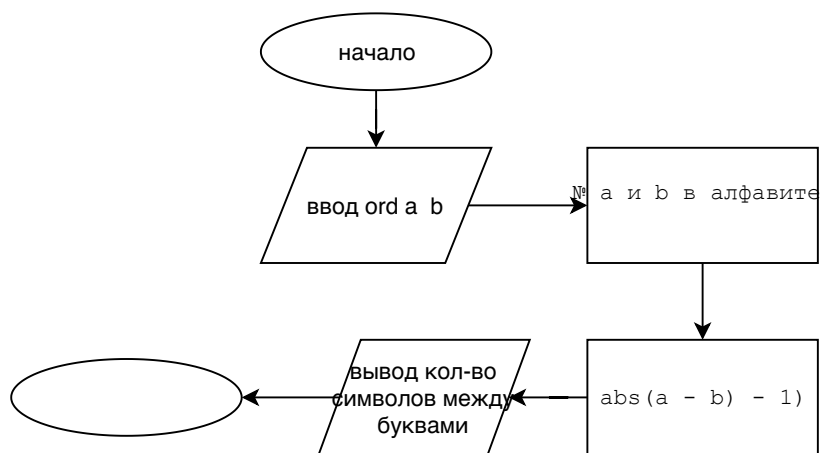 начало
ввод ord a b
№ a и b в алфавите
abs(a - b) - 1)
вывод кол-во
символов между
буквами